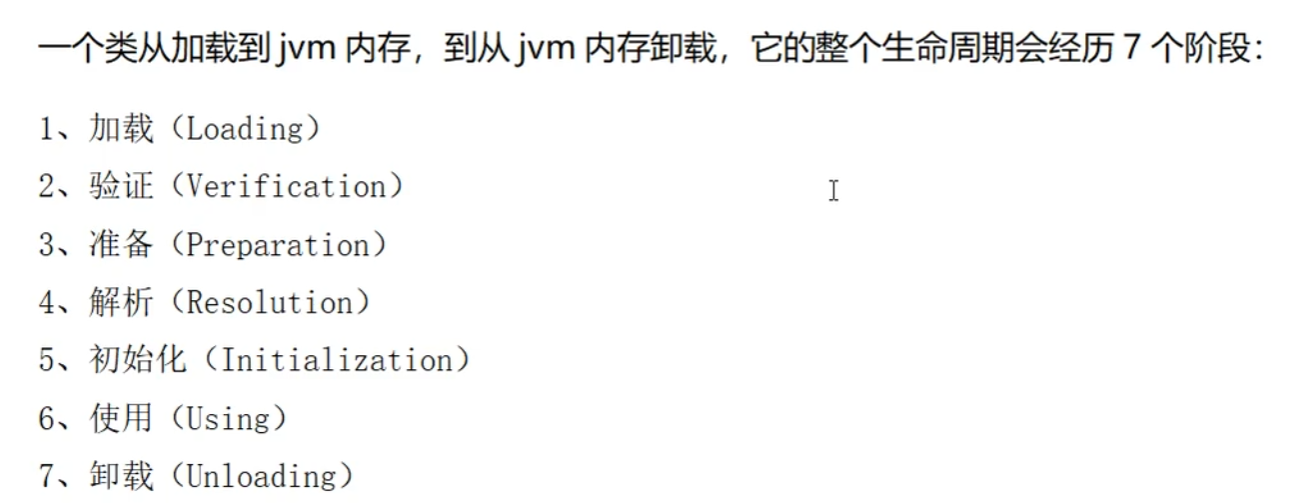 一个类从加载到 jvm 内存，到从 jvm 内存卸载，它的整个生命周期会经历 7 个阶段：
1、加载（Loading）
2、验证（Verification）
3、准备（Preparation）
4、解析（Resolution）
5、初始化（Initialization）
6、使用（Using）
7、卸载（Unloading）